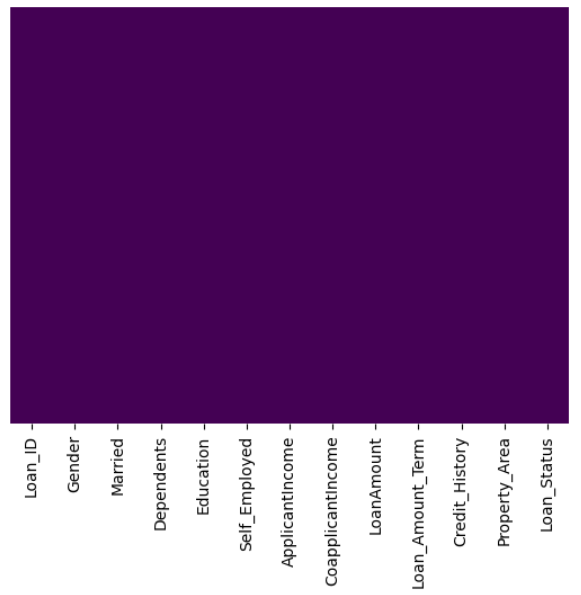 Loan_ID
Gender
Married
Dependents
Education
Self_Employed
ApplicantIncome
CoapplicantIncome
LoanAmount
Loan_Amount_Term
Credit_History
Property_Area
Loan_Status